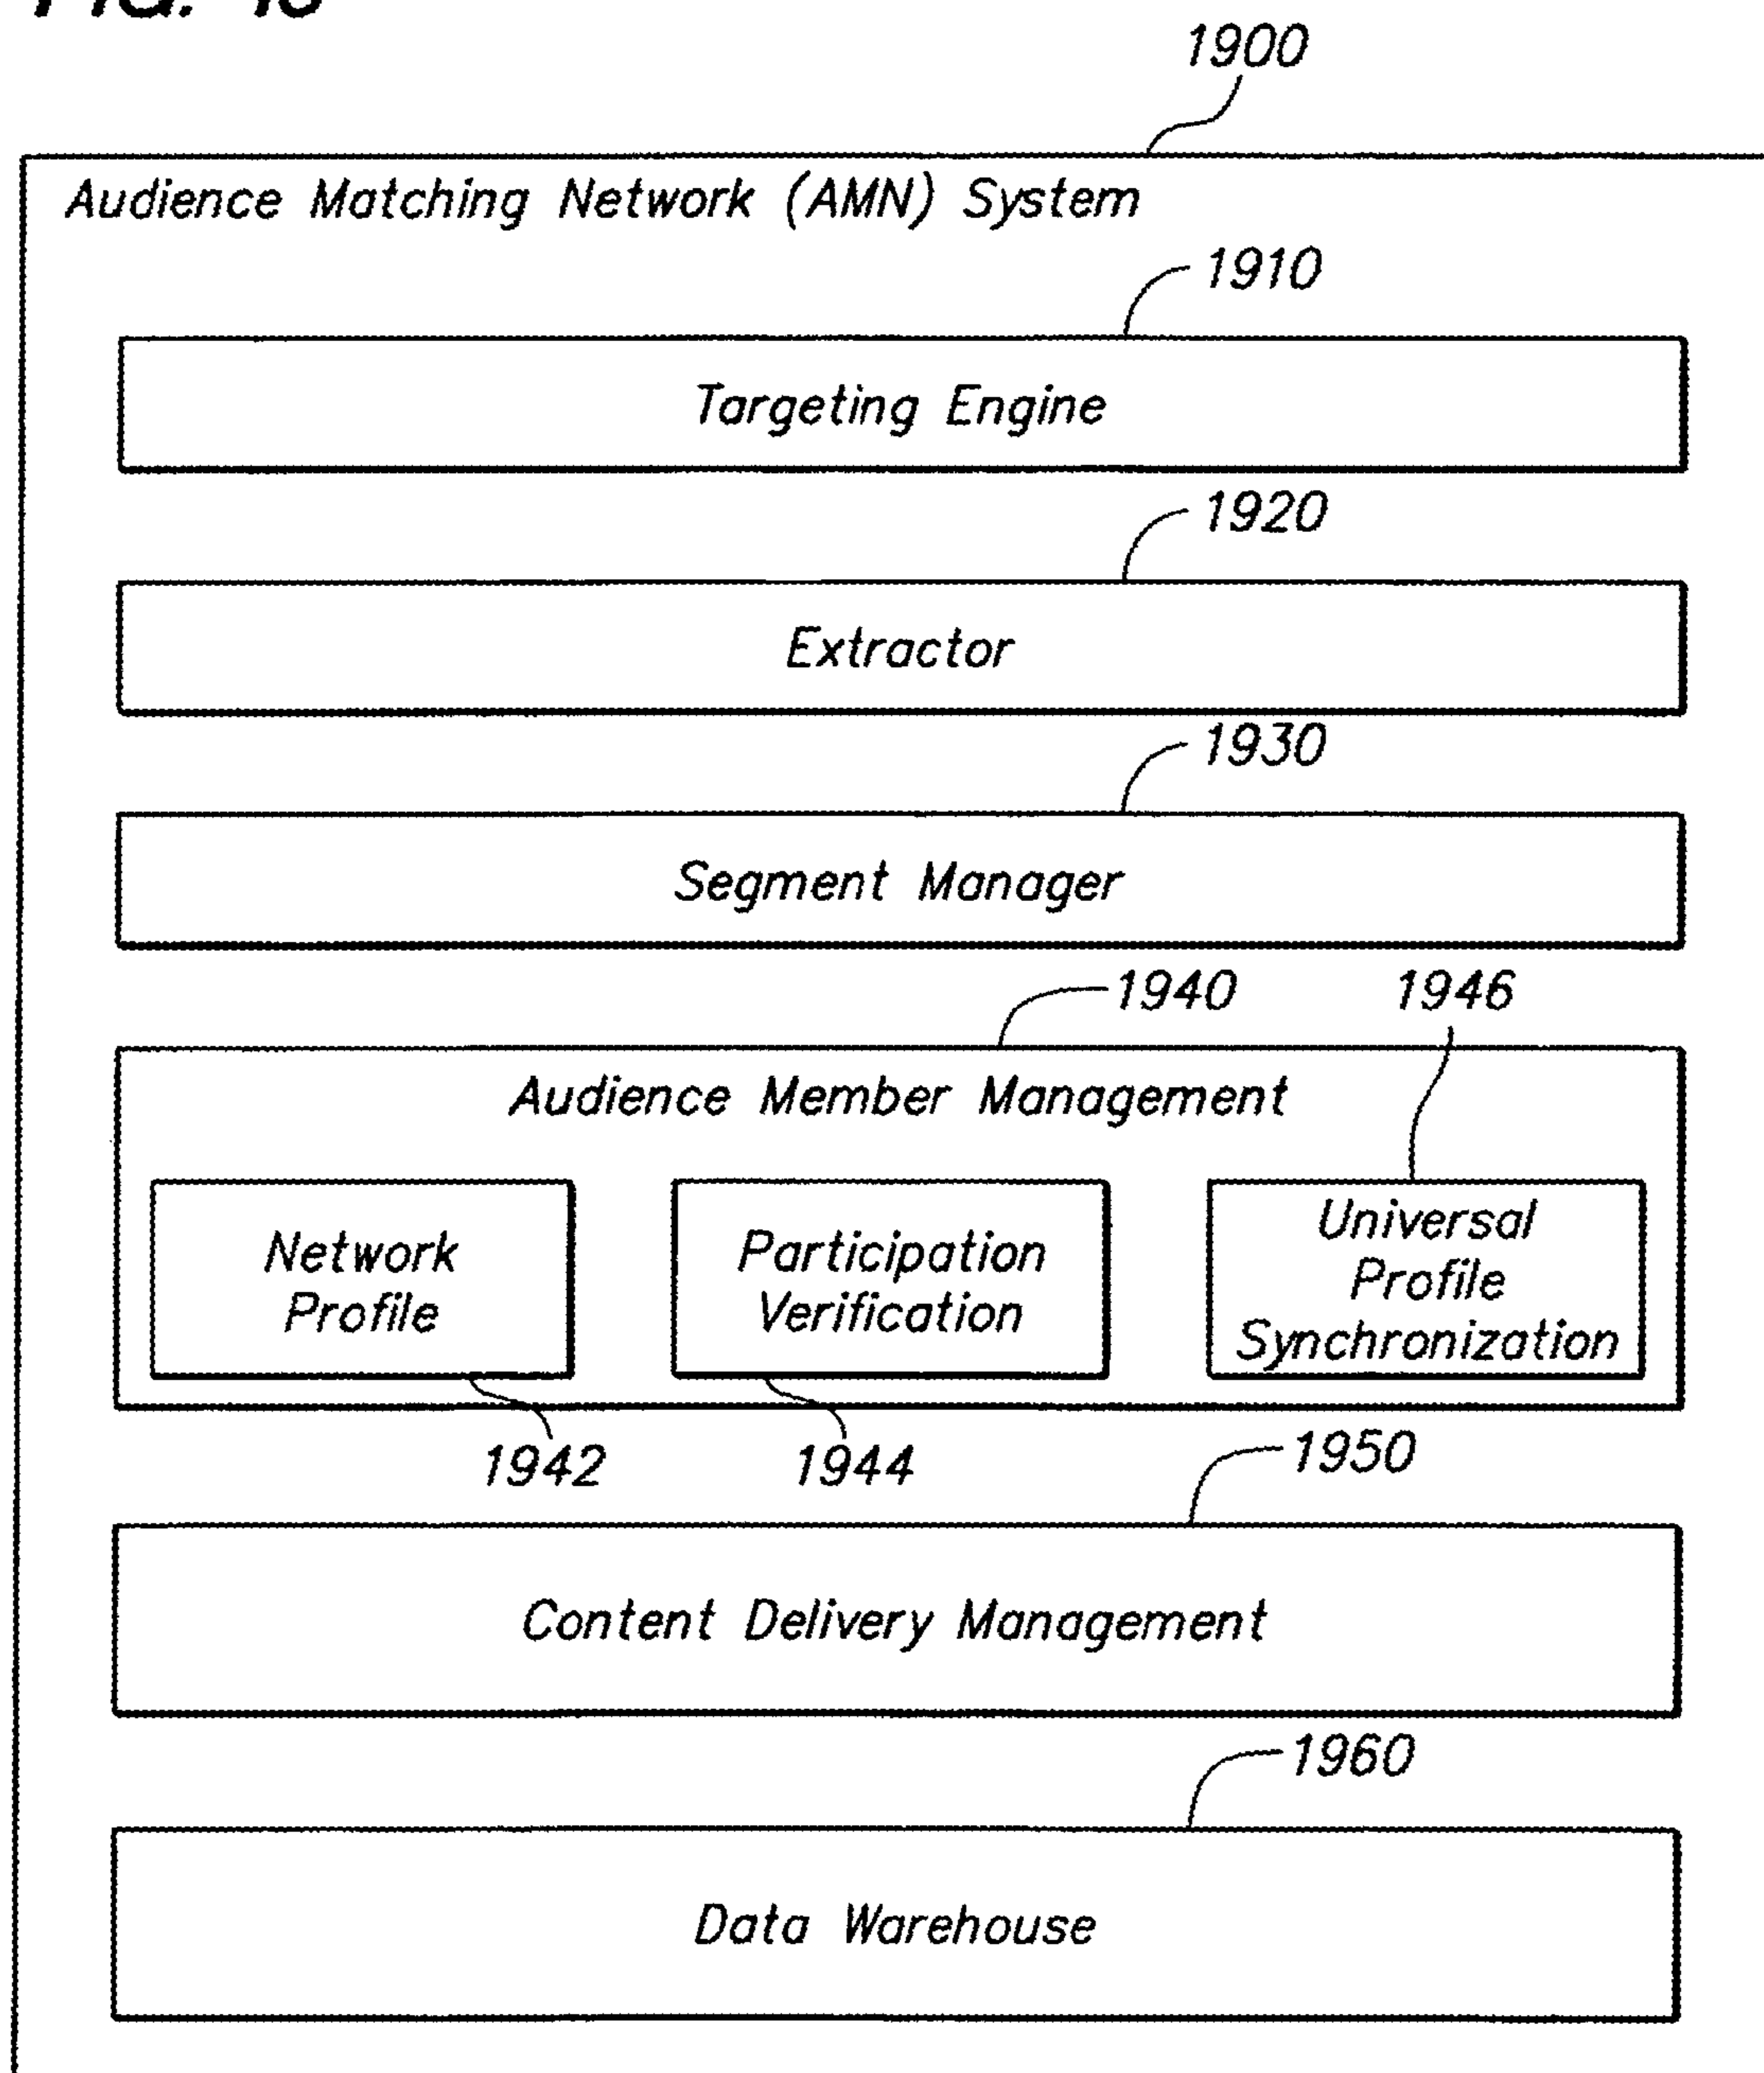 FIG.
1900
Audience Matching Network (AMN) System
1910
Targeting Engine
1920
Extractor
1930
Segment Manager
1940
1946
Audience Member Management
Network
Profile
Participation
Verification
Universal
Profile
Synchronization
1942
1944
1950
Content Delivery Management
1960
Data Warehouse